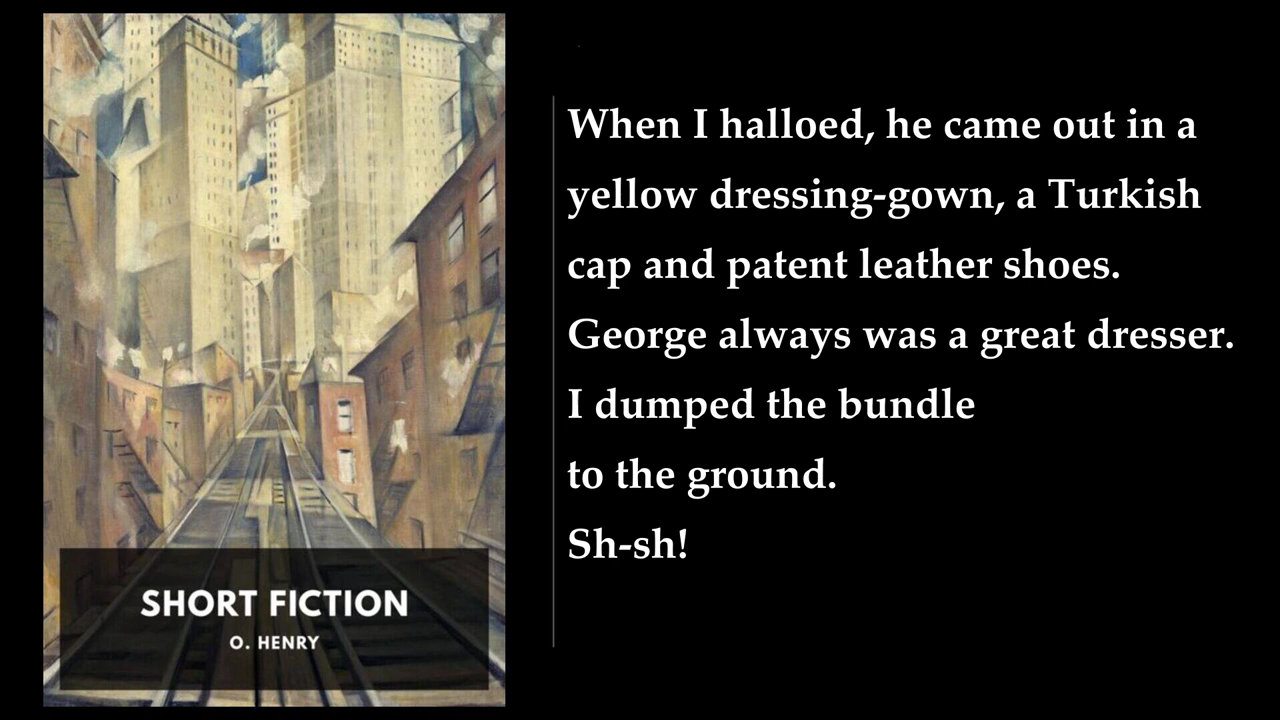 SHORT FICTION
O. HENRY
When I halloed, he came out in a
yellow dressing-gown, a Turkish
cap and patent leather shoes.
George always was a great dresser.
I dumped the bundle
to the ground.
Sh-sh!